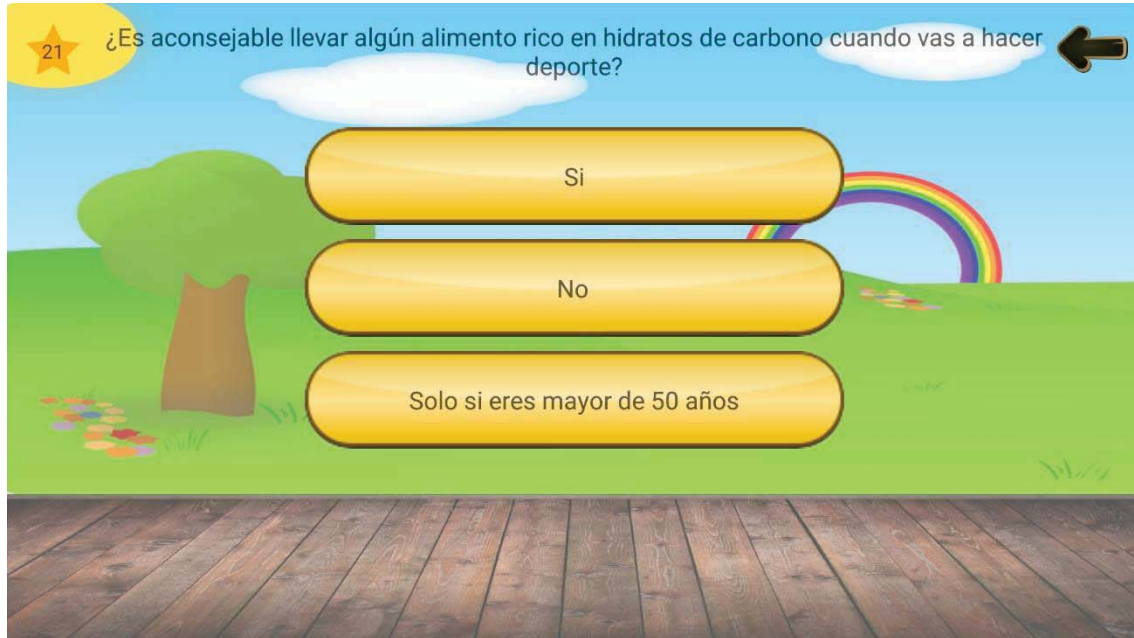 21
¿Es aconsejable llevar algún alimento rico en hidratos de carbono cuando vas a hacer
deporte?
Si
No
Solo si eres mayor de 50 años